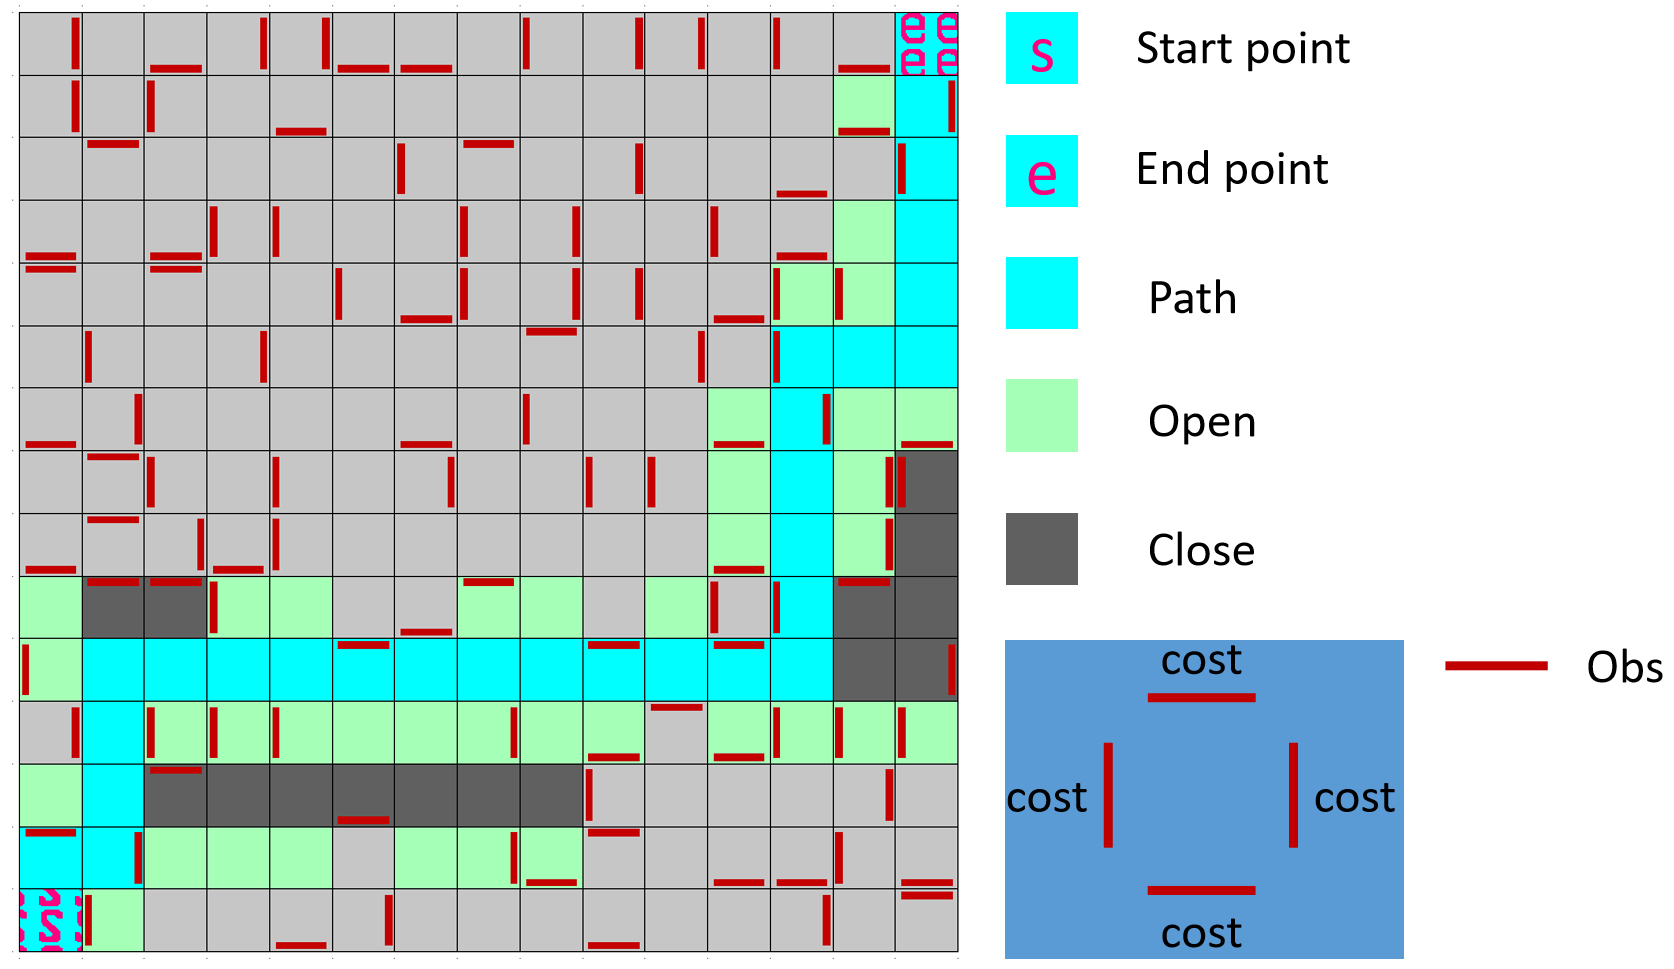 e e
e e
s Start point
e End point
Path
Open
Close
cost
Obs
cost cost
cost
s